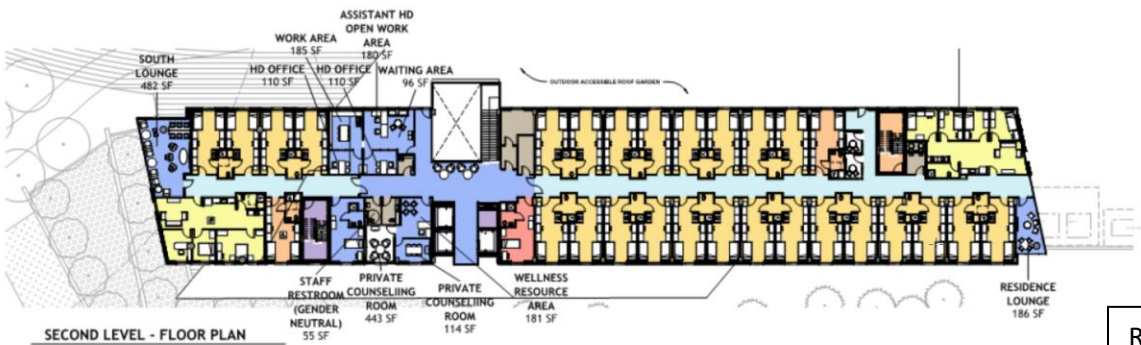 ASSISTANT HD
OPEN WORK
AREA
180 SF
WORK AREA
185 SF
SOUTH
LOUNGE
482 SF
HD OFFICE
110 SF
HD OFFICE
110 SF
WAITING AREA
96 SF
OUTDOOR ACCESSIBLE ROOF GARDEN
STAFF
RESTROOM
(GENDER
NEUTRAL)
55 SF
PRIVATE
COUNSELIING
ROOM
443 SF
PRIVATE
COUNSELIING
ROOM
114 SF
WELLNESS
RESOURCE
AREA
181 SF
RESIDENCE
LOUNGE
186 SF
SECOND LEVEL - FLOOR PLAN
R